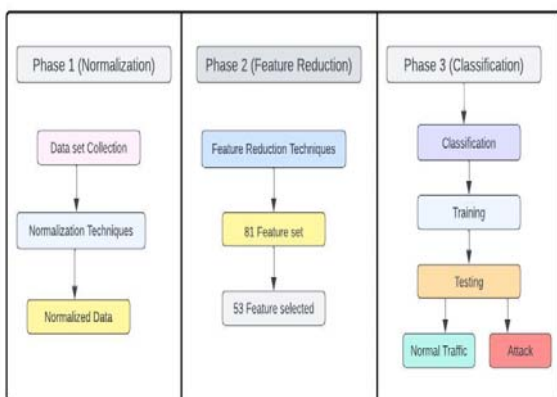 Phase 1 (Normalization)
Data set Collection
Normalization Techniques
Normalized Data
Phase 2 (Feature Reduction)
Feature Reduction Techniques
81 Feature set
53 Feature selected
Phase 3 (Classification)
Classification
Training
Testing
Normal Traffic
Attack